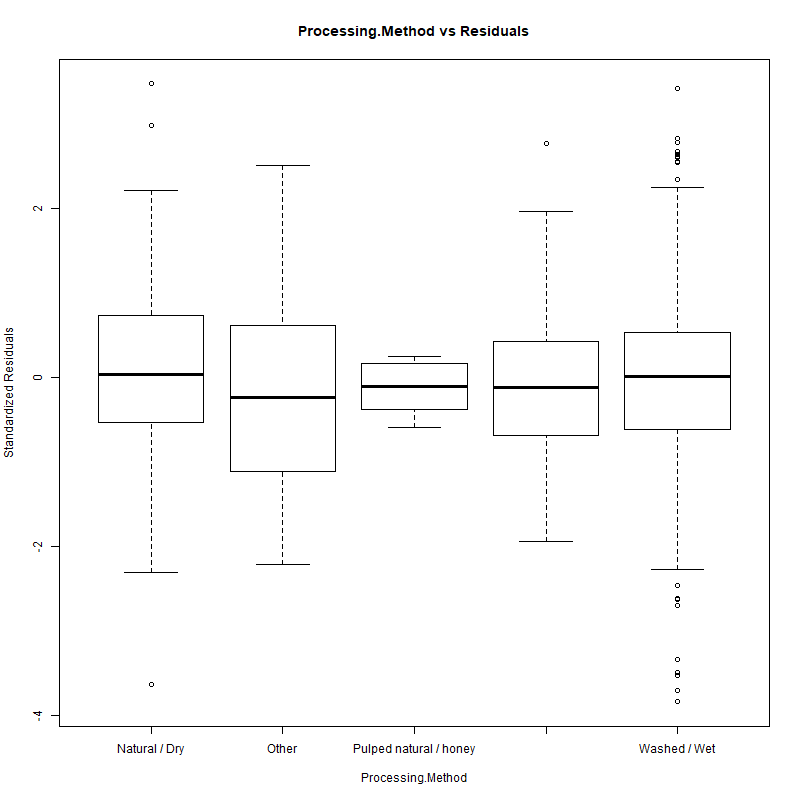 Processing.Method vs Residuals
Standardized Residuals
2
0
-2
-4
Natural / Dry
Other
Pulped natural / honey
Washed / Wet
Processing.Method